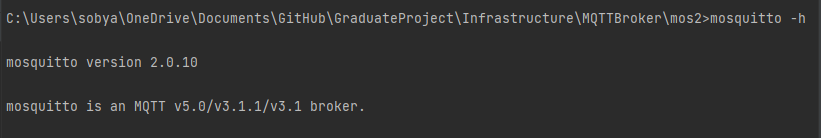 C:\Users\sobya\OneDrive\Documents\GitHub\GraduateProject\Infrastructure\MQTTBroker\mos2>mosquitto -h
mosquitto version 2.0.10
mosquitto is an MQTT v5.0/v3.1.1/v3.1 broker.